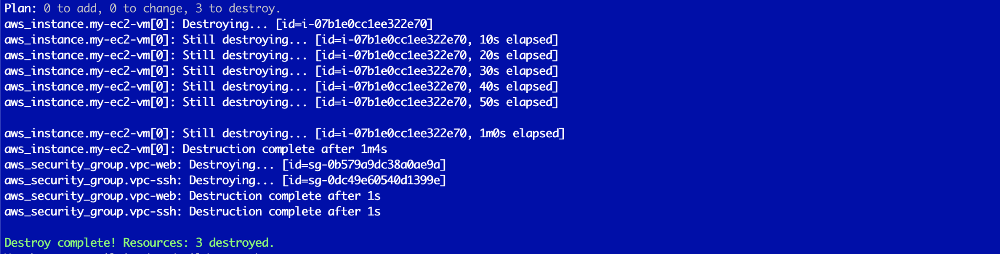 Plan: 0 to add, 0 to change, 3 to destroy.
aws_instance.my-ec2-vm[0]: Destroying... [id=i-07b1e0cc1ee322e70]
aws_instance.my-ec2-vm[0]: Still destroying... [id=i-07b1e0cc1ee322e70, 10s elapsed]
aws_instance.my-ec2-vm[0]: Still destroying... [id=i-07b1e0cc1ee322e70, 20s elapsed]
aws_instance.my-ec2-vm[0]: Still destroying... [id=i-07b1e0cc1ee322e70, 30s elapsed]
aws_instance.my-ec2-vm[0]: Still destroying... [id=i-07b1e0cc1ee322e70, 40s elapsed]
aws_instance.my-ec2-vm[0]: Still destroying... [id=i-07b1e0cc1ee322e70, 50s elapsed]
aws_instance.my-ec2-vm[0]: Still destroying... [id=i-07b1e0cc1ee322e70, 1m0s elapsed]
aws_instance.my-ec2-vm[0]: Destruction complete after 1m4s
aws_security_group.vpc-web: Destroying... [id=sg-0b579a9dc38a0ae9a]
aws_security_group.vpc-ssh: Destroying... [id=sg-0dc49e60540d1399e]
aws_security_group.vpc-web: Destruction complete after 1s
aws_security_group.vpc-ssh: Destruction complete after 1s
Destroy complete! Resources: 3 destroyed.